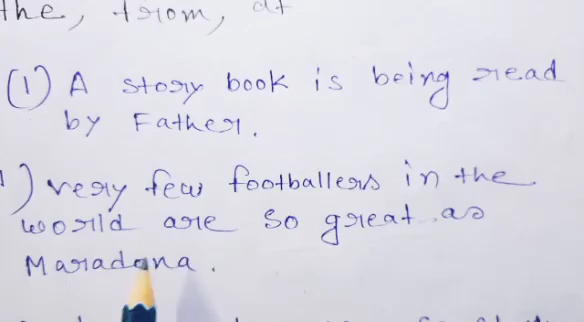 the, from, at
(1) A story book is being read
by Father.
) very few footballers in the
world are so great as
Maradona.